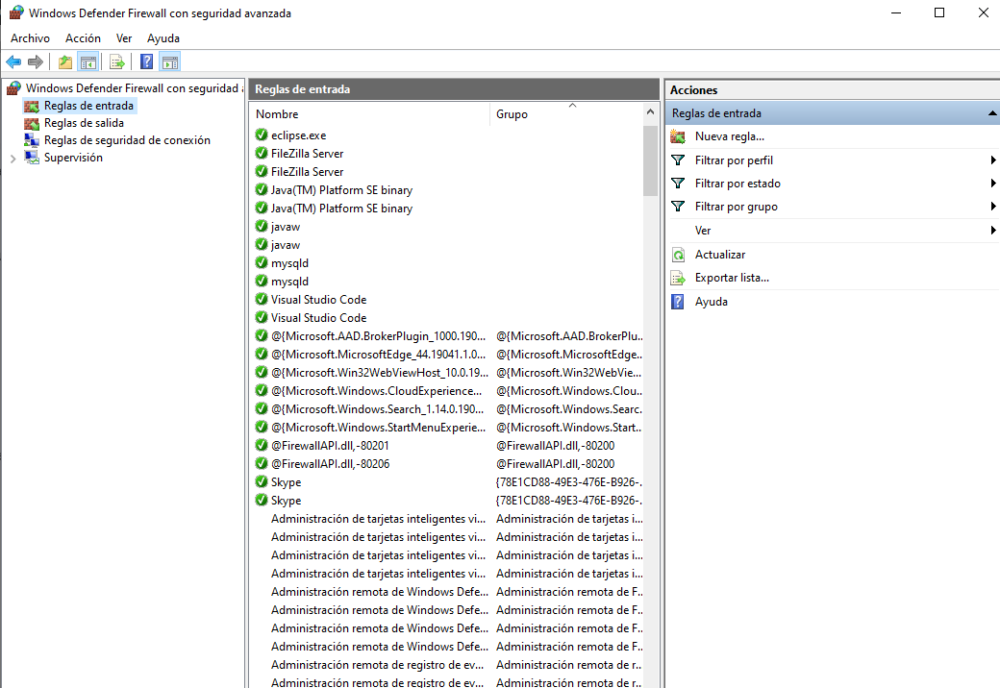 Windows Defender Firewall con seguridad avanzada
Archivo Acción Ver Ayuda
Windows Defender Firewall con seguridad a
Reglas de entrada
Reglas de salida
Reglas de seguridad de conexión
Supervisión
Reglas de entrada
Nombre Grupo
eclipse.exe
FileZilla Server
FileZilla Server
Java(TM) Platform SE binary
Java(TM) Platform SE binary
javaw
javaw
mysqld
mysqld
Visual Studio Code
Visual Studio Code
@{Microsoft.AAD.BrokerPlugin_1000.190... @{Microsoft.AAD.BrokerPlu...
@{Microsoft.MicrosoftEdge_44.19041.1.0... @{Microsoft.MicrosoftEdge...
@{Microsoft.Win32WebViewHost_10.0.19... @{Microsoft.Win32WebVie...
@{Microsoft.Windows.CloudExperience... @{Microsoft.Windows.Clou...
@{Microsoft.Windows.Search_1.14.0.190... @{Microsoft.Windows.Searc...
@{Microsoft.Windows.StartMenuExperie... @{Microsoft.Windows.Start...
@FirewallAPI.dll,-80201 @FirewallAPI.dll,-80200
@FirewallAPI.dll,-80206 @FirewallAPI.dll,-80200
Skype {78E1CD88-49E3-476E-B926-...
Skype {78E1CD88-49E3-476E-B926-...
Administración de tarjetas inteligentes vi... Administración de tarjetas i...
Administración de tarjetas inteligentes vi... Administración de tarjetas i...
Administración de tarjetas inteligentes vi... Administración de tarjetas i...
Administración de tarjetas inteligentes vi... Administración de tarjetas i...
Administración remota de Windows Defe... Administración remota de F...
Administración remota de Windows Defe... Administración remota de F...
Administración remota de Windows Defe... Administración remota de F...
Administración remota de Windows Defe... Administración remota de F...
Administración remota de registro de ev... Administración remota de r...
Administración remota de registro de ev... Administración remota de r...
Acciones
Reglas de entrada
Nueva regla...
Filtrar por perfil
Filtrar por estado
Filtrar por grupo
Ver
Actualizar
Exportar lista...
Ayuda